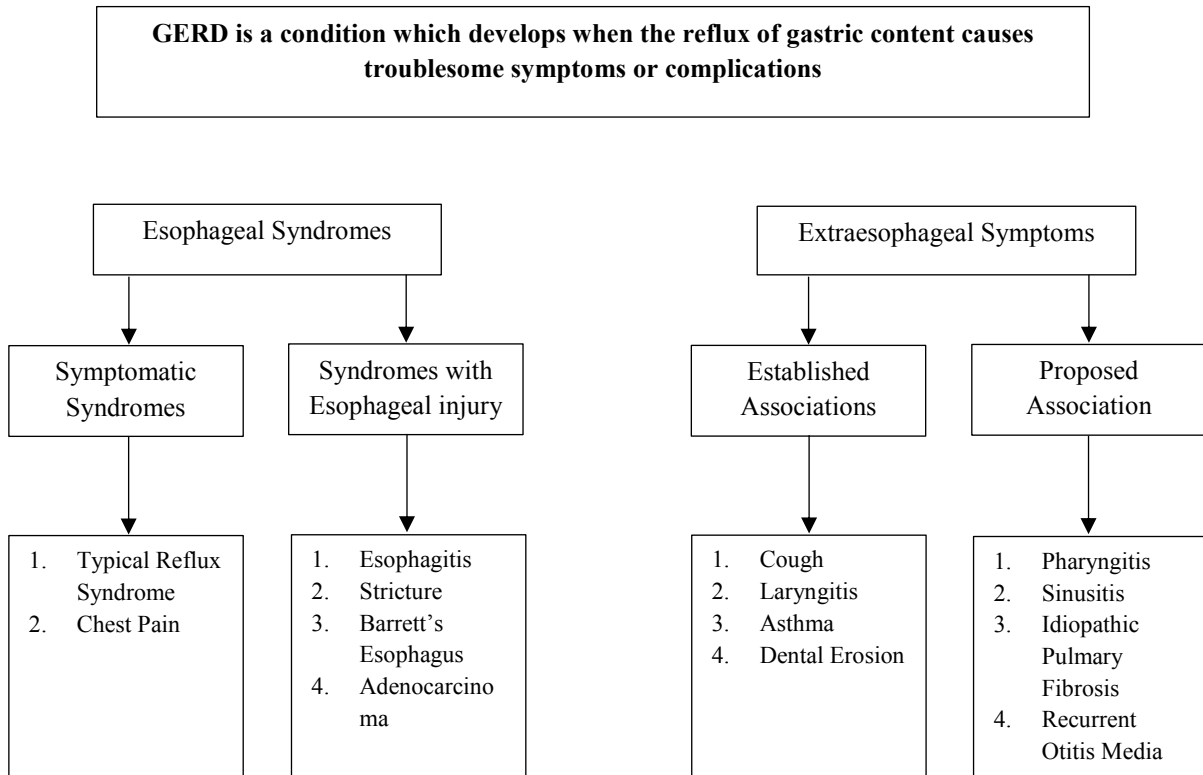 GERD is a condition which develops when the reflux of gastric content causes
troublesome symptoms or complications
Esophageal Syndromes
Extraesophageal Symptoms
Symptomatic
Syndromes
Syndromes with
Esophageal injury
Established
Associations
Proposed
Association
1. Typical Reflux
Syndrome
2. Chest Pain
1. Esophagitis
2. Stricture
3. Barrett’s
Esophagus
4. Adenocarcino
ma
1. Cough
2. Laryngitis
3. Asthma
4. Dental Erosion
1. Pharyngitis
2. Sinusitis
3. Idiopathic
Pulmary
Fibrosis
4. Recurrent
Otitis Media